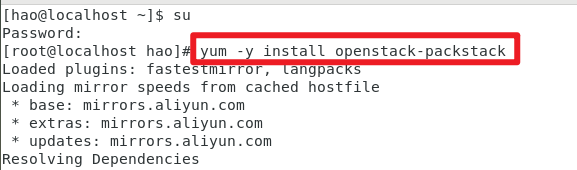 [hao@localhost ~]$ su
Password:
[root@localhost hao]# yum -y install openstack-packstack
Loaded plugins: fastestmirror, langpacks
Loading mirror speeds from cached hostfile
 * base: mirrors.aliyun.com
 * extras: mirrors.aliyun.com
 * updates: mirrors.aliyun.com
Resolving Dependencies